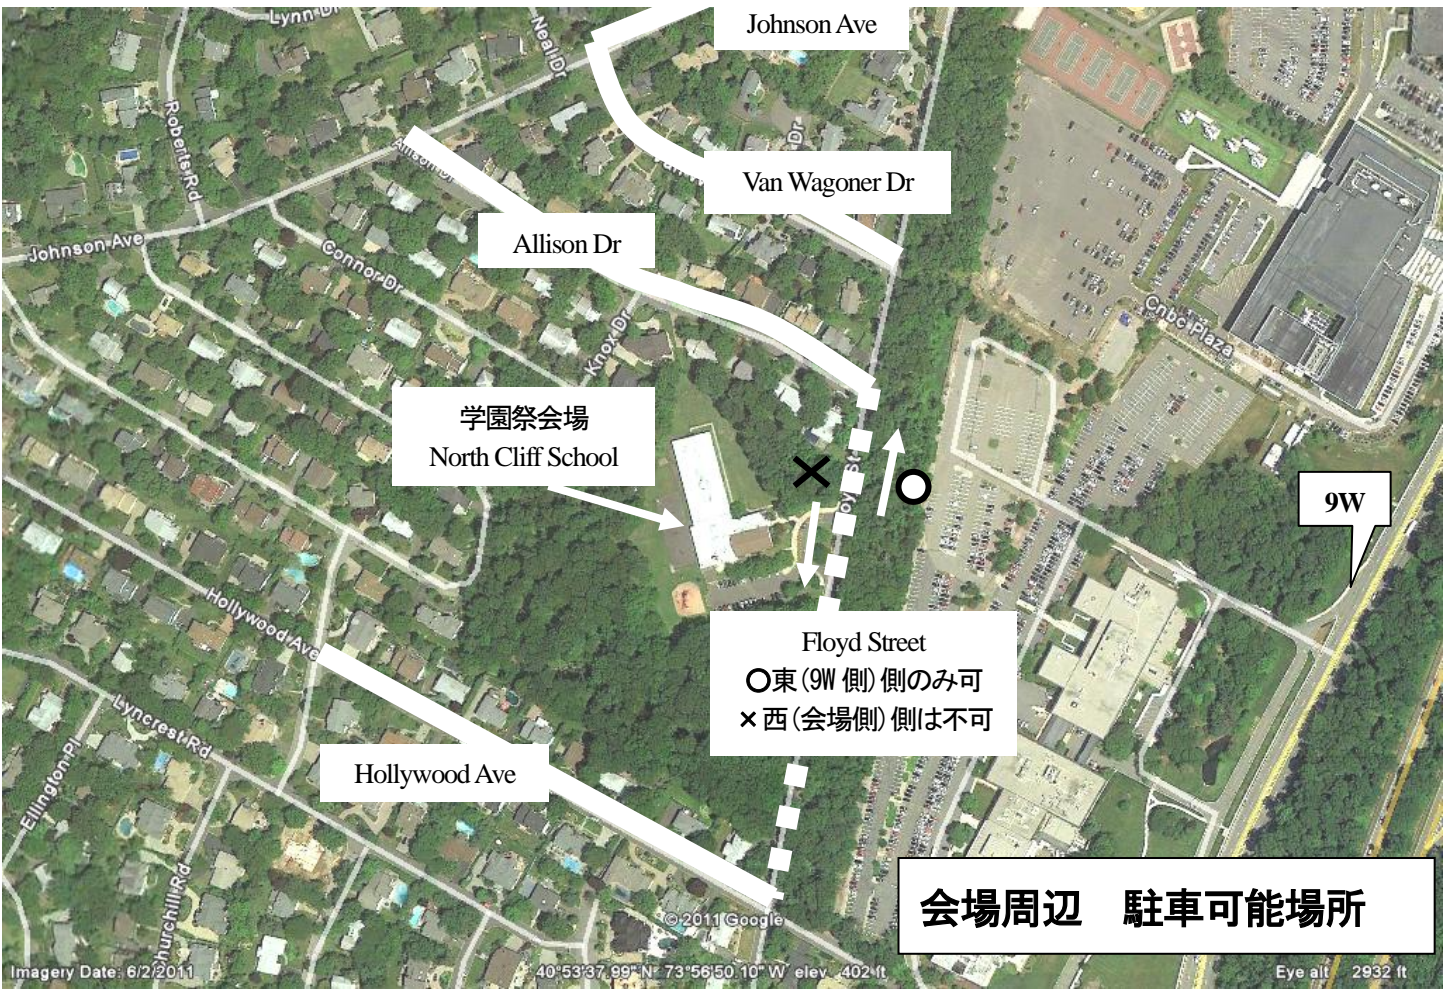 Lynn Dr
Neal Dr
Johnson Ave
Roberts Rd
Allison Dr
Dr
Van Wagoner Dr
Johnson Ave
Connor Dr
Allison Dr
Knox Dr
Cnbc Plaza
学園祭会場
North Cliff School
9W
Hollywood Ave
Floyd Street
○東(9W 側)側のみ可
×西(会場側)側は不可
Lyncrest Rd
Ellington Pl
Hollywood Ave
Churchill Rd
会場周辺　駐車可能場所
© 2011 Google
Imagery Date: 6/2/2011
40°53'37.99" N 73°56'50.10" W elev 402 ft
Eye alt 2932 ft